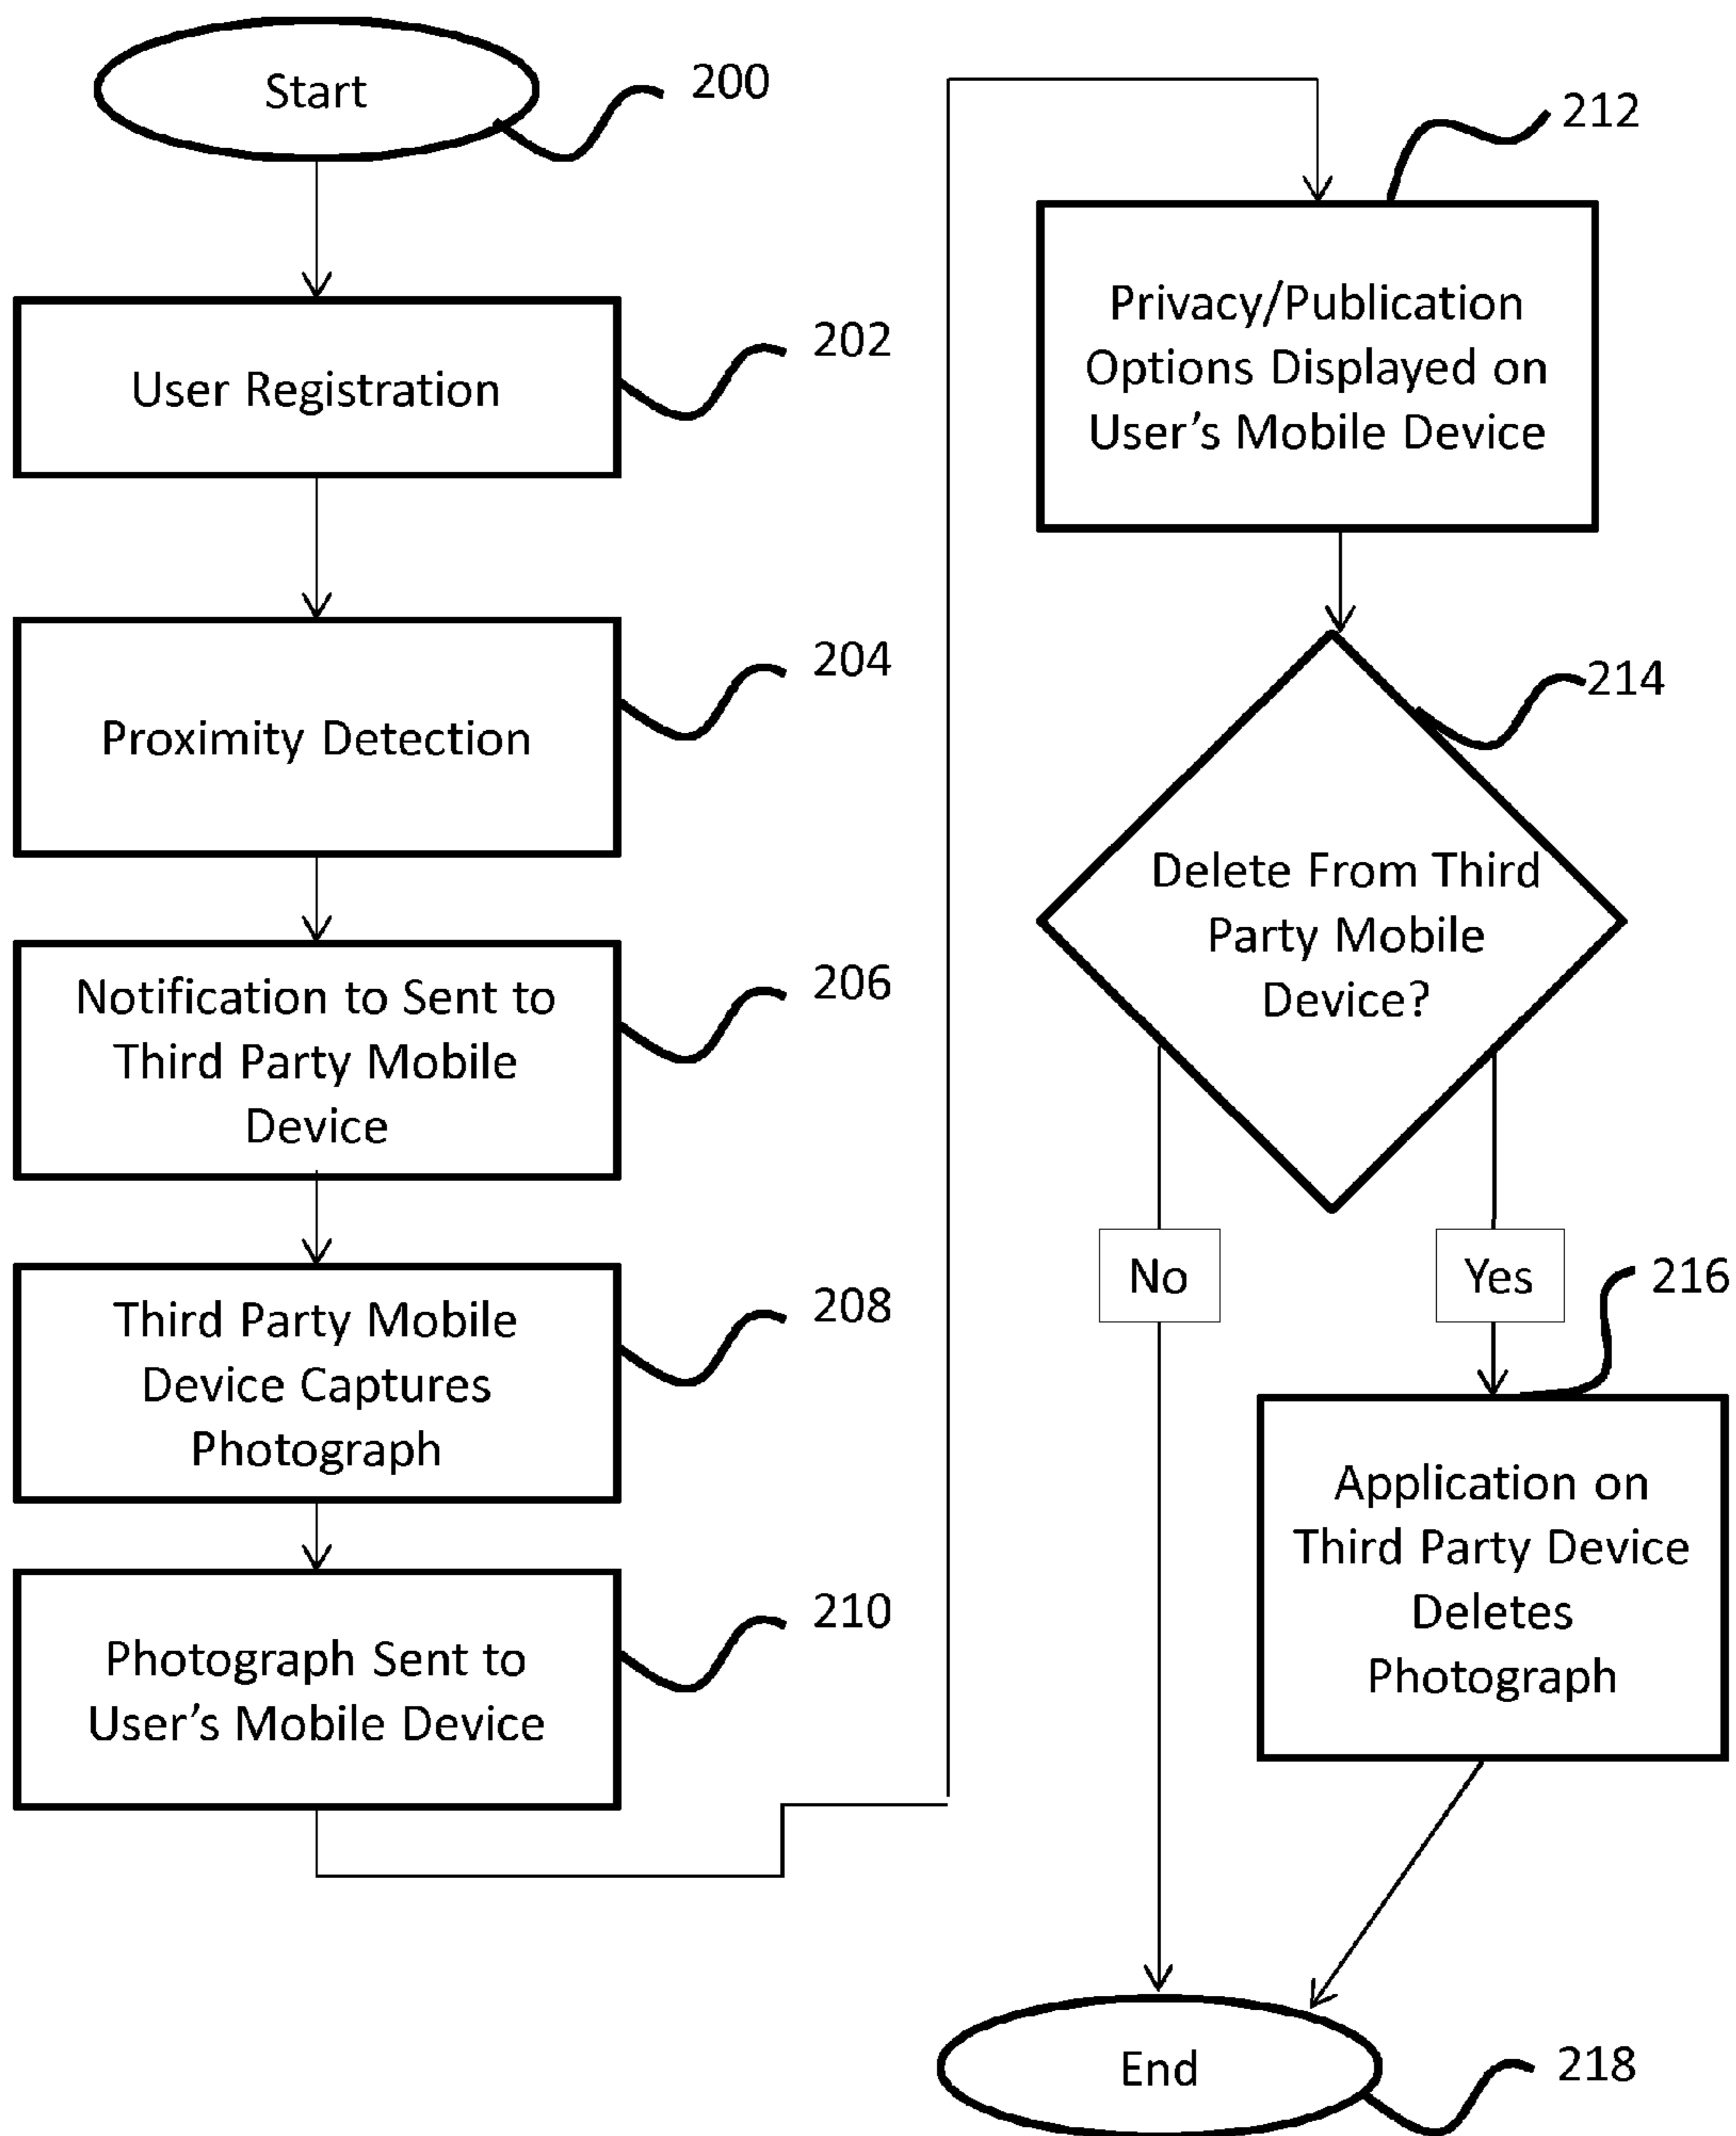 Start
200
User Registration
202
Proximity Detection
204
Notification to Sent to
Third Party Mobile
Device
206
Third Party Mobile
Device Captures
Photograph
208
Photograph Sent to
User’s Mobile Device
210
212
Privacy/Publication
Options Displayed on
User’s Mobile Device
214
Delete From Third
Party Mobile
Device?
No
Yes
216
Application on
Third Party Device
Deletes
Photograph
End
218